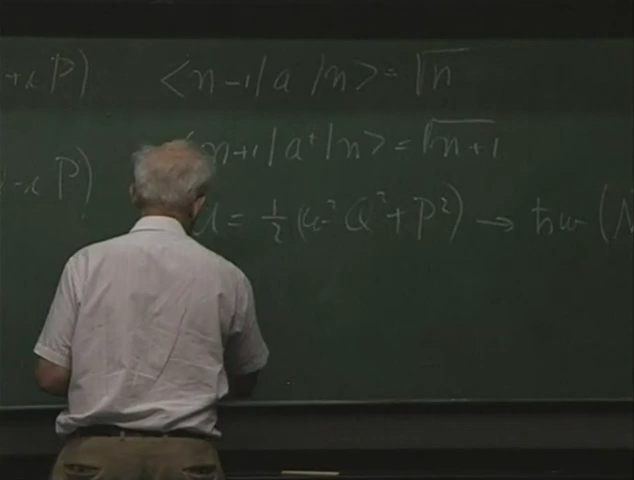 +iP) <n-1|a|n> = √n
<n+1|a†|n> = √n+1
-iP)
= 1/2 (ω²Q² + P²) → ħω (N